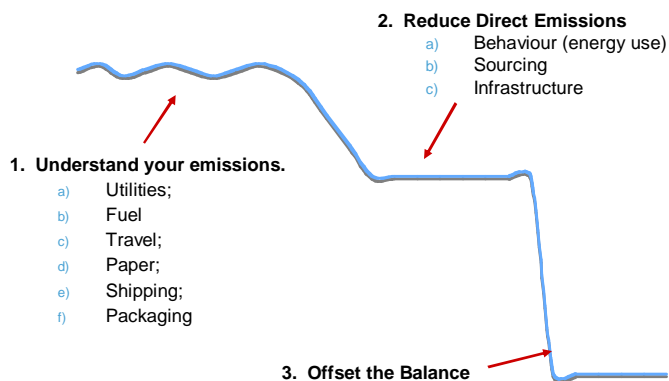 2. Reduce Direct Emissions
a) Behaviour (energy use)
b) Sourcing
c) Infrastructure
1. Understand your emissions.
a) Utilities;
b) Fuel
c) Travel;
d) Paper;
e) Shipping;
f) Packaging
3. Offset the Balance